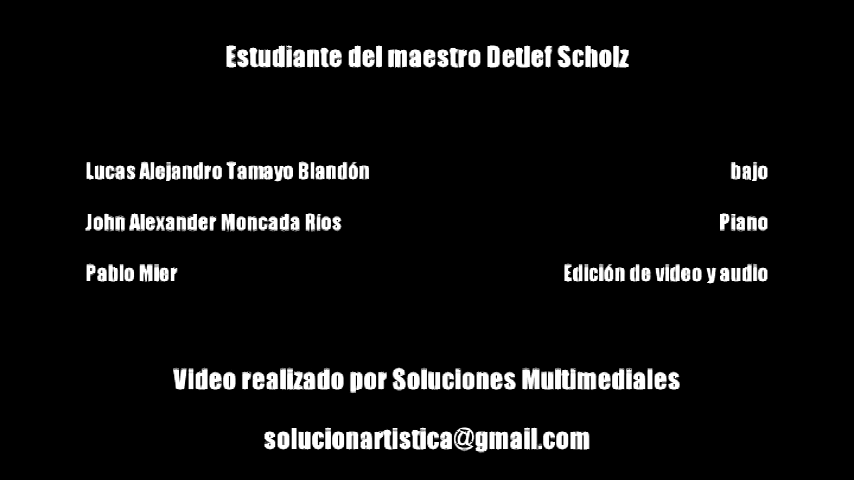 Estudiante del maestro Detlef Scholz
Lucas Alejandro Tamayo Blandón bajo
John Alexander Moncada Ríos Piano
Pablo Mier Edición de video y audio
Video realizado por Soluciones Multimediales
solucionartistica@gmail.com